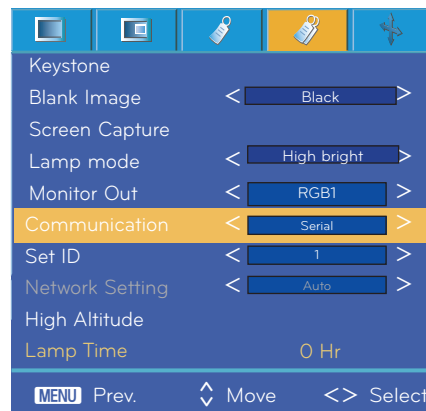 Keystone
Blank Image < Black >
Screen Capture
Lamp mode < High bright >
Monitor Out < RGB1 >
Communication < Serial >
Set ID < 1 >
Network Setting < Auto >
High Altitude
Lamp Time 0 Hr
MENU Prev. Move <> Select